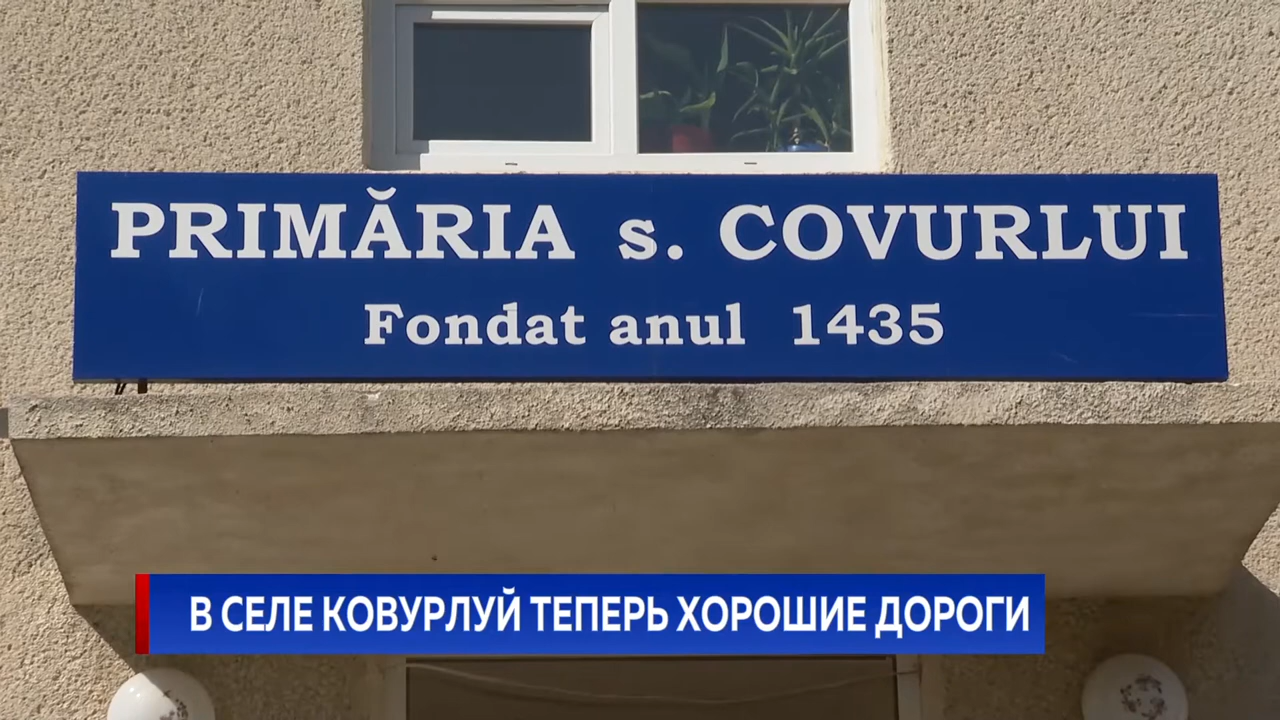 PRIMĂRIA s. COVURLUI
Fondat anul 1435
В СЕЛЕ КОВУРЛУЙ ТЕПЕРЬ ХОРОШИЕ ДОРОГИ